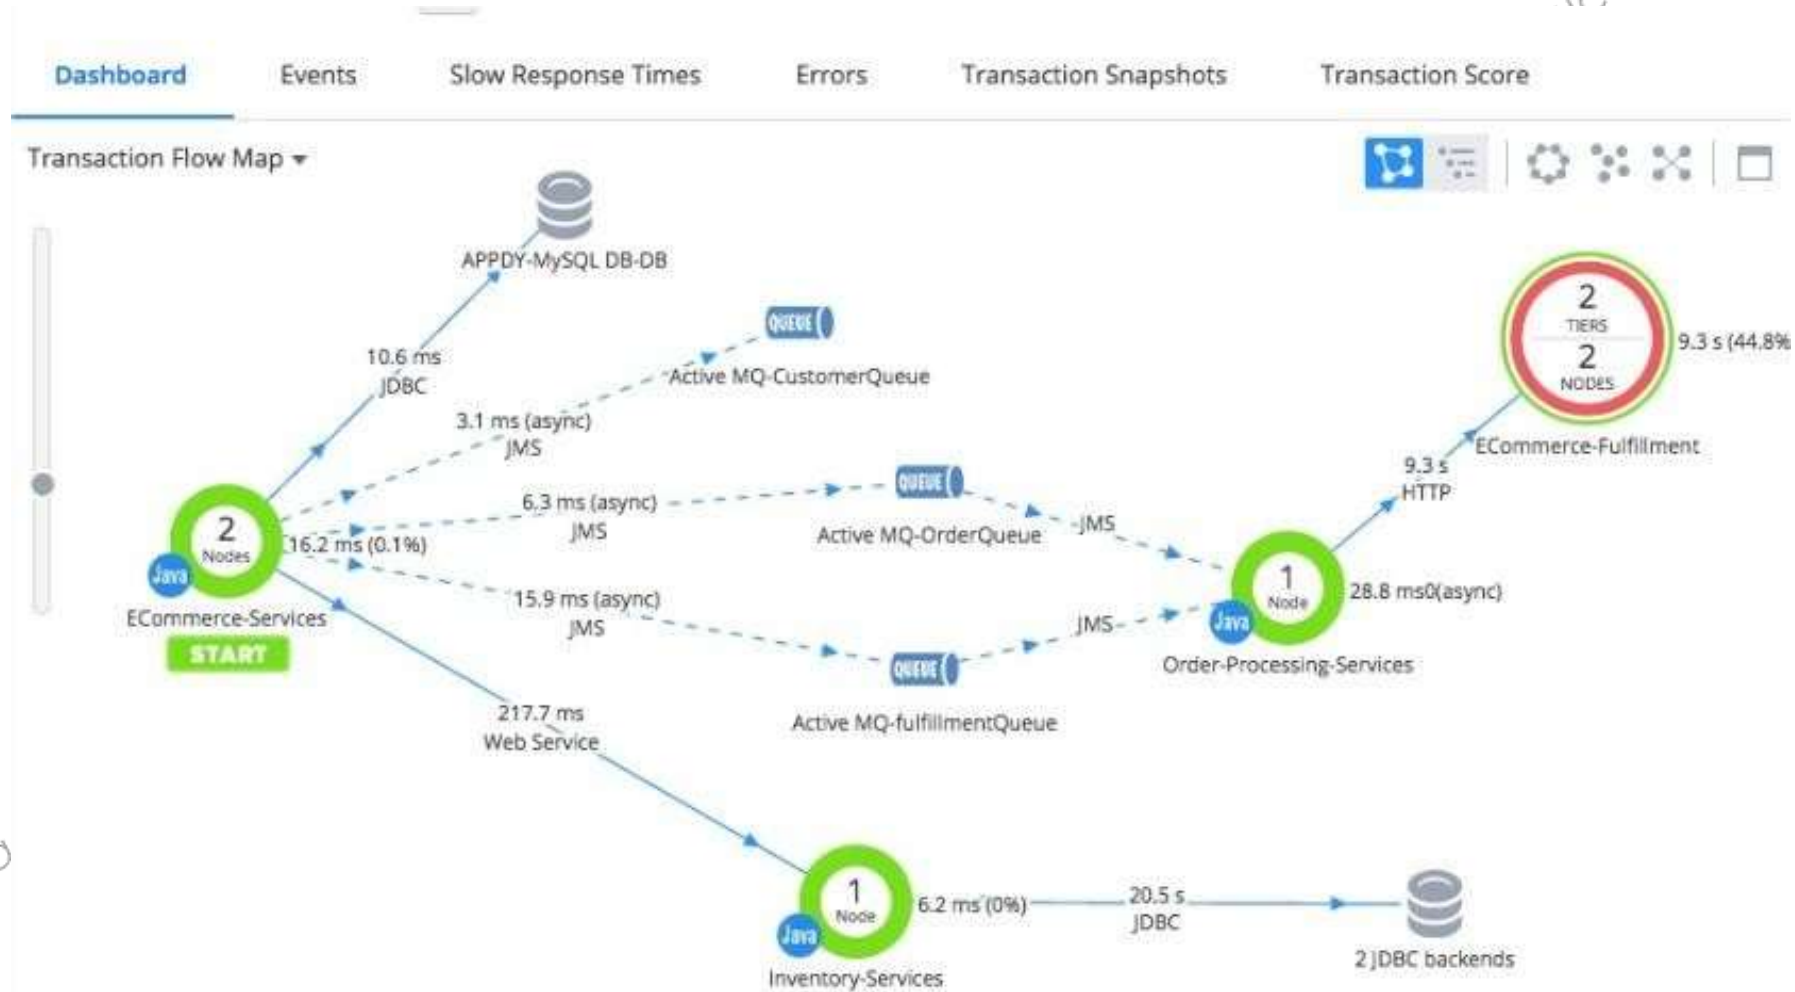 Dashboard
Events
Slow Response Times
Errors
Transaction Snapshots
Transaction Score
Transaction Flow Map
APPDY-MySQL DB-DB
10.6 ms
JDBC
QUEUE
Active MQ-CustomerQueue
3.1 ms (async)
JMS
2
TIERS
2
NODES
9.3 s (44.8%
ECommerce-Fulfillment
9.3 s
HTTP
6.3 ms (async)
JMS
QUEUE
Active MQ-OrderQueue
JMS
2
Nodes
16.2 ms (0.1%)
Java
ECommerce-Services
START
15.9 ms (async)
JMS
QUEUE
Active MQ-fulfillmentQueue
JMS
1
Node
28.8 ms0(async)
Java
Order-Processing-Services
217.7 ms
Web Service
1
Node
6.2 ms (0%)
Java
Inventory-Services
20.5 s
JDBC
2 JDBC backends